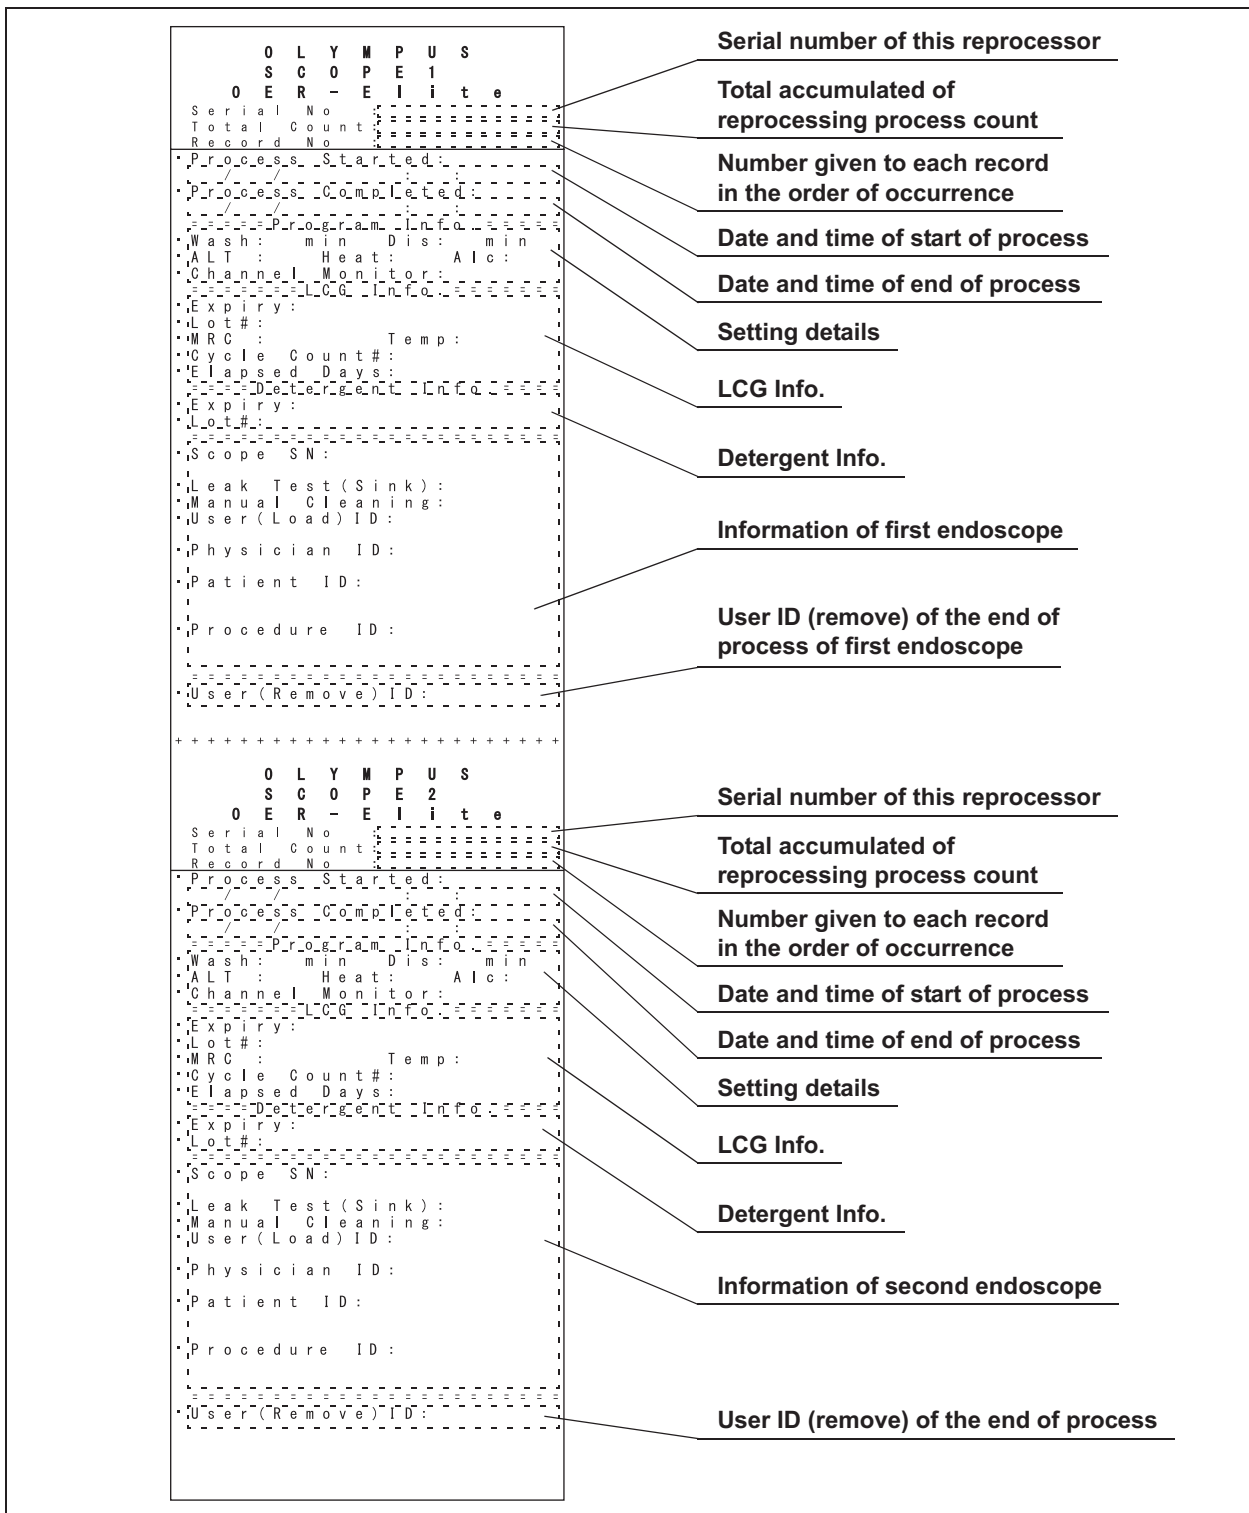 OLYMPUS
SCOPE1
OER-Elite
Serial No :
Total Count:
Record No :
・Process Started:
/ / : :
・Process Completed:
/ / : :
=====Program Info.=====
・Wash: min Dis: min
・ALT : Heat: Alc:
・Channel Monitor:
=======LCG Info.=======
・Expiry:
・Lot#:
・MRC : Temp:
・Cycle Count#:
・Elapsed Days:
====Detergent Info.====
・Expiry:
・Lot#:
=======================
・Scope SN:
・Leak Test(Sink):
・Manual Cleaning:
・User(Load)ID:
・Physician ID:
・Patient ID:
・Procedure ID:
=======================
・User(Remove)ID:
++++++++++++++++++++++++
OLYMPUS
SCOPE2
OER-Elite
Serial No :
Total Count:
Record No :
・Process Started:
/ / : :
・Process Completed:
/ / : :
=====Program Info.=====
・Wash: min Dis: min
・ALT : Heat: Alc:
・Channel Monitor:
=======LCG Info.=======
・Expiry:
・Lot#:
・MRC : Temp:
・Cycle Count#:
・Elapsed Days:
====Detergent Info.====
・Expiry:
・Lot#:
=======================
・Scope SN:
・Leak Test(Sink):
・Manual Cleaning:
・User(Load)ID:
・Physician ID:
・Patient ID:
・Procedure ID:
=======================
・User(Remove)ID:
Serial number of this reprocessor
Total accumulated of
reprocessing process count
Number given to each record
in the order of occurrence
Date and time of start of process
Date and time of end of process
Setting details
LCG Info.
Detergent Info.
Information of first endoscope
User ID (remove) of the end of
process of first endoscope
Serial number of this reprocessor
Total accumulated of
reprocessing process count
Number given to each record
in the order of occurrence
Date and time of start of process
Date and time of end of process
Setting details
LCG Info.
Detergent Info.
Information of second endoscope
User ID (remove) of the end of process